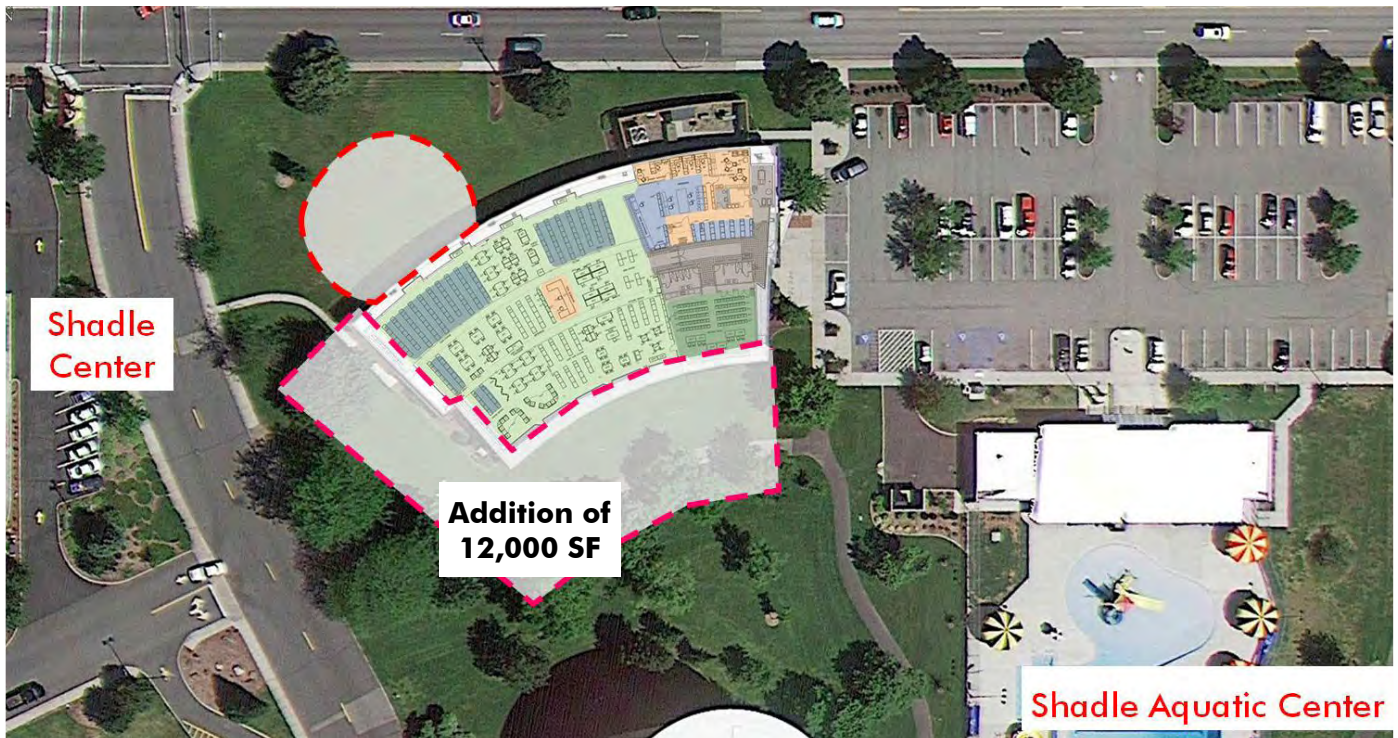 Shadle
Center
Addition of
12,000 SF
Shadle Aquatic Center